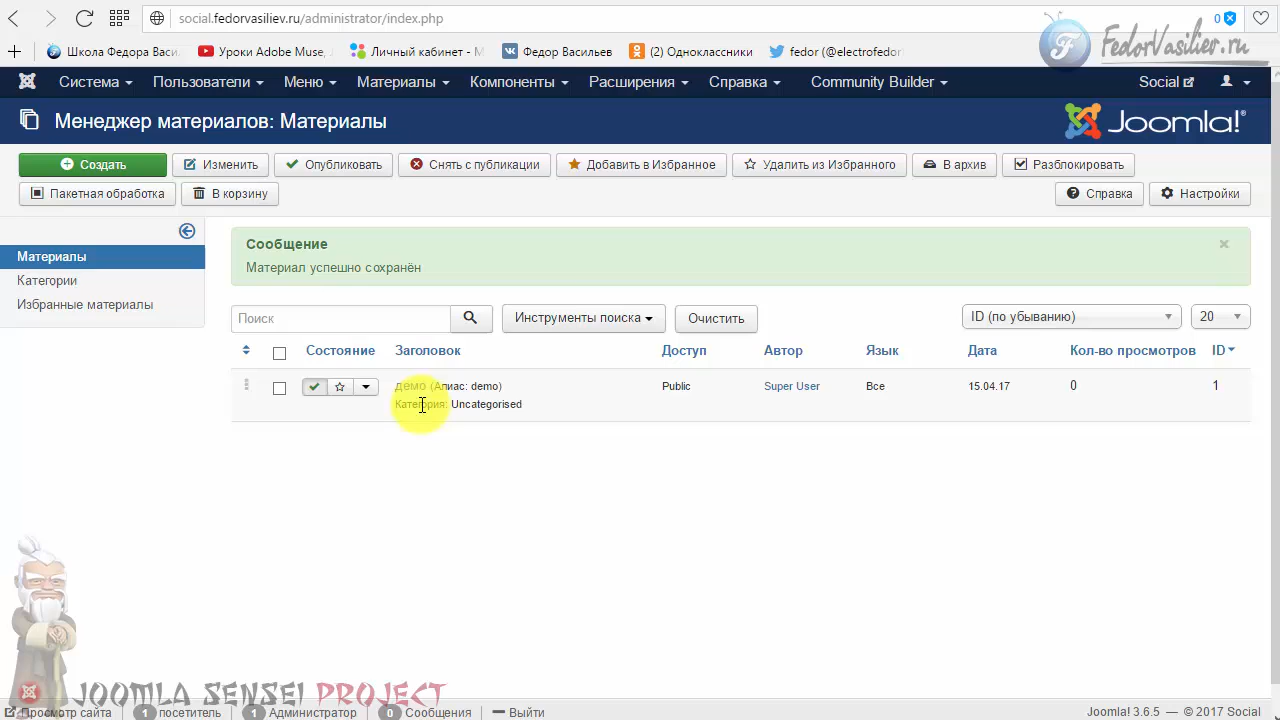 social.fedorvasiliev.ru/administrator/index.php
0
FedorVasiliev.ru
Школа Федора Васил
Уроки Adobe Muse,
Личный кабинет - М
Федор Васильев
(2) Одноклассники
fedor (@electrofedo
Система Пользователи Меню Материалы Компоненты Расширения Справка Community Builder Social
Менеджер материалов: Материалы
Joomla!
Создать Изменить Опубликовать Снять с публикации Добавить в Избранное Удалить из Избранного В архив Разблокировать
Пакетная обработка В корзину Справка Настройки
Материалы
Категории
Избранные материалы
Сообщение
Материал успешно сохранён
Поиск Инструменты поиска Очистить ID (по убыванию) 20
Состояние Заголовок Доступ Автор Язык Дата Кол-во просмотров ID
демо (Алиас: demo) Public Super User Все 15.04.17 0 1
Категория: Uncategorised
JOOMLA SENSEI PROJECT
Просмотр сайта 1 посетитель 1 Администратор 0 Сообщения Выйти
Joomla! 3.6.5 — © 2017 Social